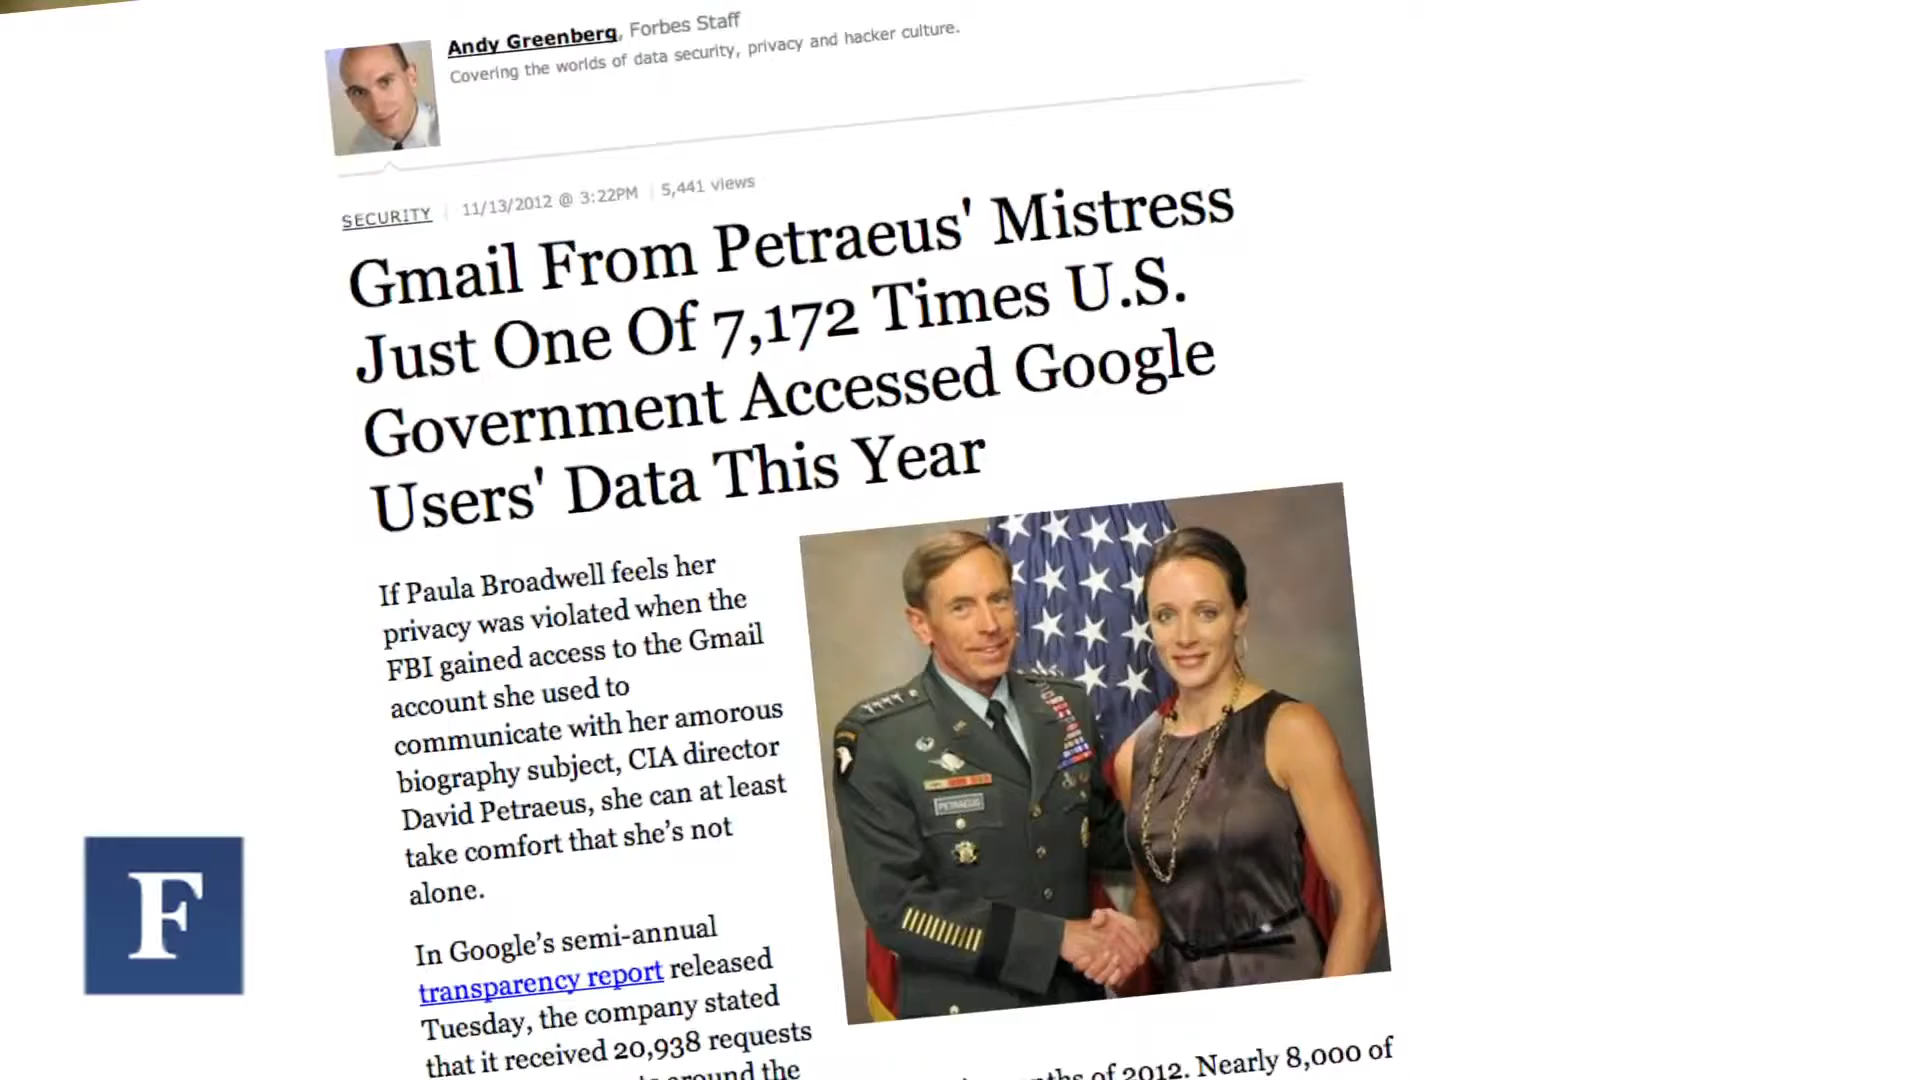 Andy Greenberg, Forbes Staff
Covering the worlds of data security, privacy and hacker culture.
SECURITY | 11/13/2012 @ 3:22PM | 5,441 views
Gmail From Petraeus' Mistress
Just One Of 7,172 Times U.S.
Government Accessed Google
Users' Data This Year
If Paula Broadwell feels her
privacy was violated when the
FBI gained access to the Gmail
account she used to
communicate with her amorous
biography subject, CIA director
David Petraeus, she can at least
take comfort that she's not
alone.
In Google's semi-annual
transparency report released
Tuesday, the company stated
that it received 20,938 requests
around the
of 2012. Nearly 8,000 of
PETRAEUS
F